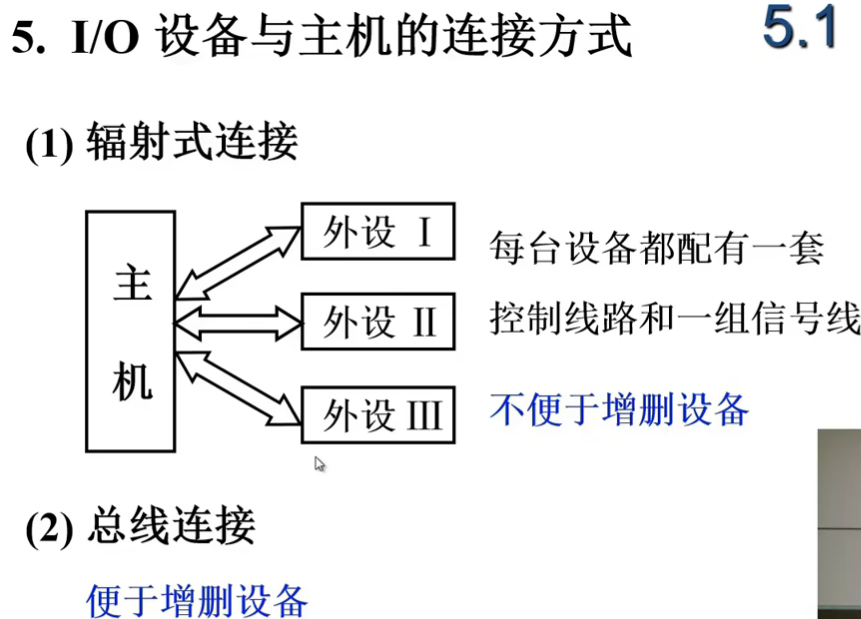 5. I/O 设备与主机的连接方式
5.1
(1) 辐射式连接
主机
外设 Ⅰ
外设 Ⅱ
外设 Ⅲ
每台设备都配有一套
控制线路和一组信号线
不便于增删设备
(2) 总线连接
便于增删设备